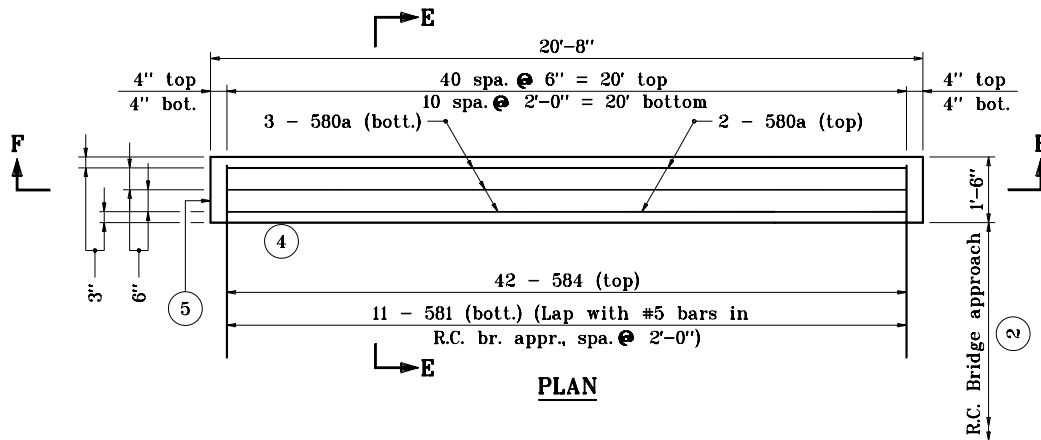 E
20'-8"
4" top
4" bot.
40 spa. @ 6" = 20' top
10 spa. @ 2'-0" = 20' bottom
4" top
4" bot.
3 - 580a (bott.)
2 - 580a (top)
F
1'-6"
4
3"
6"
5
42 - 584 (top)
11 - 581 (bott.) (Lap with #5 bars in
R.C. br. appr., spa. @ 2'-0")
R.C. Bridge approach
2
E
PLAN